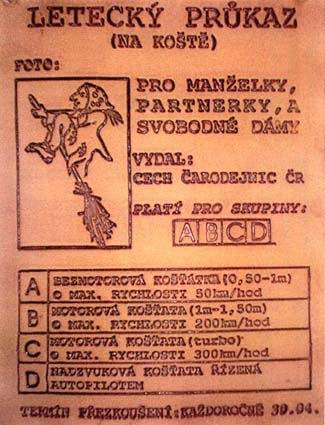 LETECKÝ PRŮKAZ
(NA KOŠTĚ)
FOTO:
PRO MANŽELKY,
PARTNERKY, A
SVOBODNÉ DÁMY
VYDAL:
CECH ČARODEJNIC ČR
PLATÍ PRO SKUPINY:
ABCD
A BEZMOTOROVÁ KOŠŤÁTKA (0,50-1m)
O MAX. RYCHLOSTI 50km/hod
B MOTOROVÁ KOŠŤATA (1m-1,50m)
O MAX. RYCHLOSTI 200km/hod
C MOTOROVÁ KOŠŤATA (turbo)
O MAX. RYCHLOSTI 300km/hod
D NADZVUKOVÁ KOŠŤATA ŘÍZENÁ
AUTOPILOTEM
TERMÍN PŘEZKOUŠENÍ: KAŽDOROČNĚ 30.04.